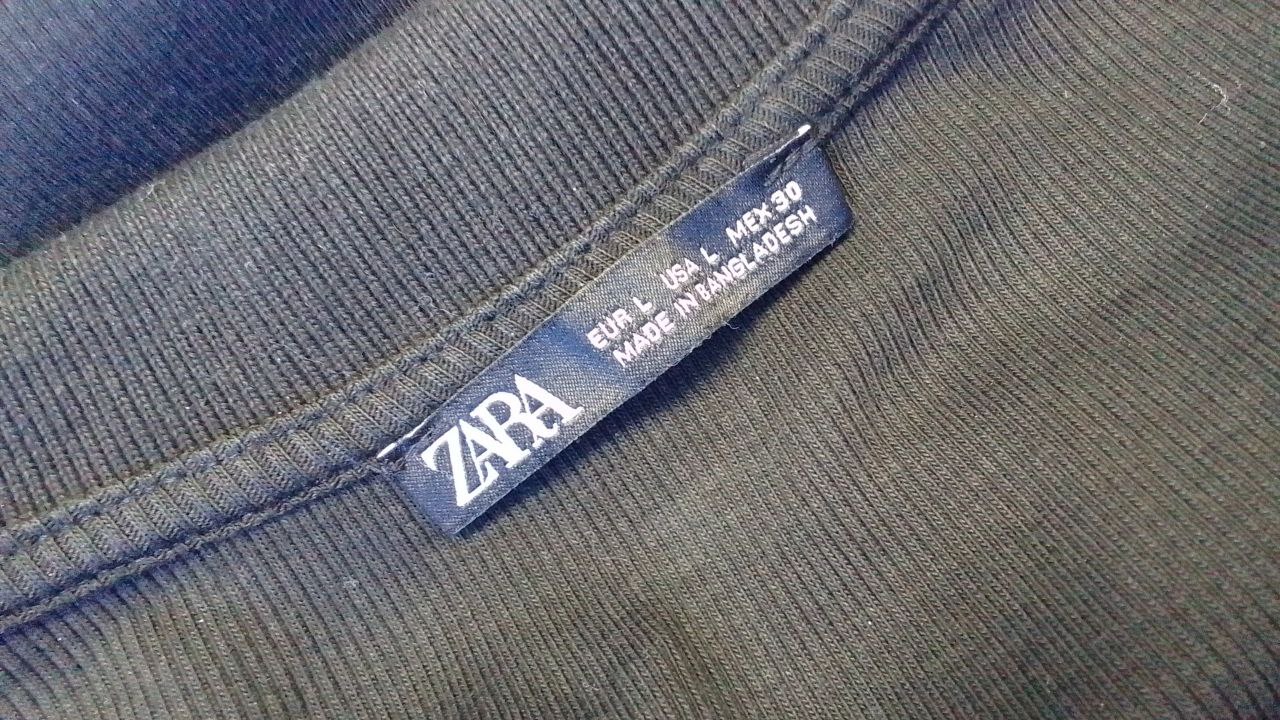 ZARA
EUR L USA L MEX 30
MADE IN BANGLADESH